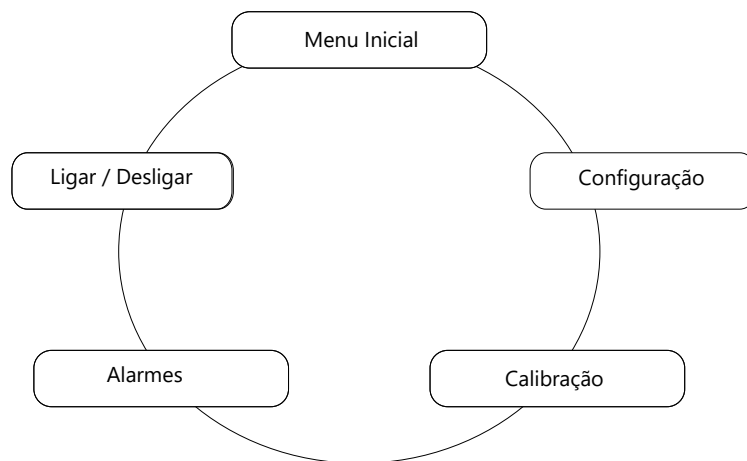 Menu Inicial
Ligar / Desligar
Configuração
Alarmes
Calibração